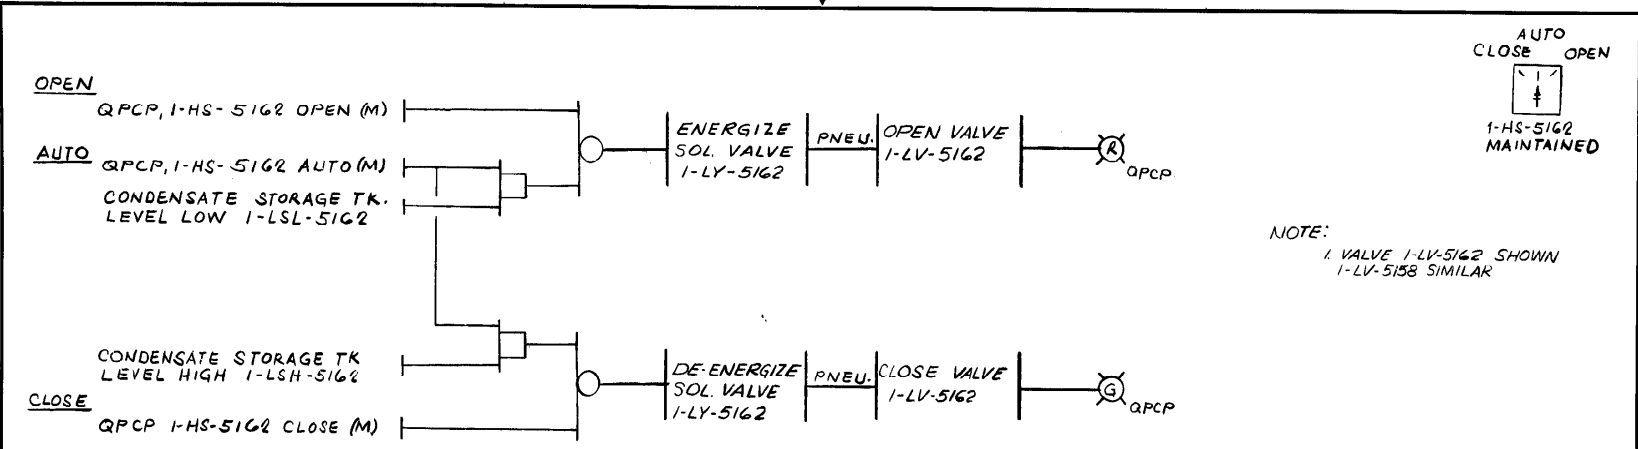 AUTO
CLOSE OPEN
1-HS-5162
MAINTAINED
OPEN
QPCP, 1-HS-5162 OPEN (M)
AUTO
QPCP, 1-HS-5162 AUTO (M)
CONDENSATE STORAGE TK.
LEVEL LOW 1-LSL-5162
ENERGIZE
SOL. VALVE
1-LY-5162
PNEU.
OPEN VALVE
1-LV-5162
R
QPCP
NOTE:
1. VALVE 1-LV-5162 SHOWN
1-LV-5158 SIMILAR
CONDENSATE STORAGE TK
LEVEL HIGH 1-LSH-5162
CLOSE
QPCP 1-HS-5162 CLOSE (M)
DE-ENERGIZE
SOL. VALVE
1-LY-5162
PNEU.
CLOSE VALVE
1-LV-5162
G
QPCP